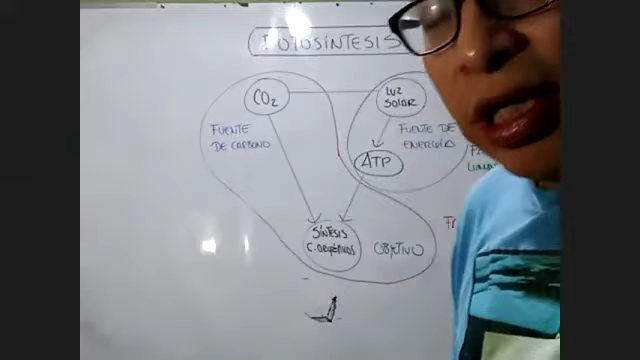 FOTOSÍNTESIS
CO2
LUZ
SOLAR
FUENTE
DE CARBONO
FUENTE DE
ENERGÍA
ATP
SÍNTESIS
C. ORGÁNICOS
OBJETIVO